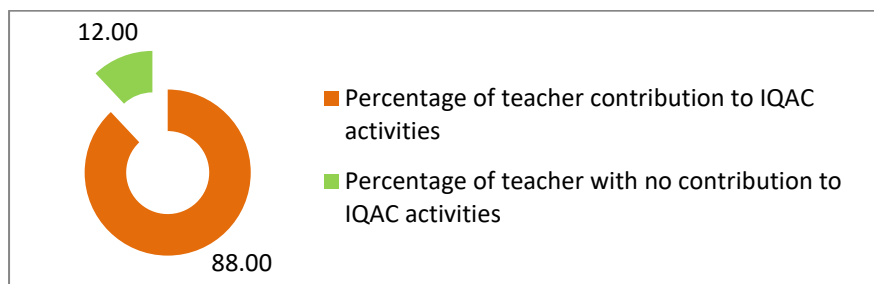 12.00
Percentage of teacher contribution to IQAC
activities
Percentage of teacher with no contribution to
IQAC activities
88.00